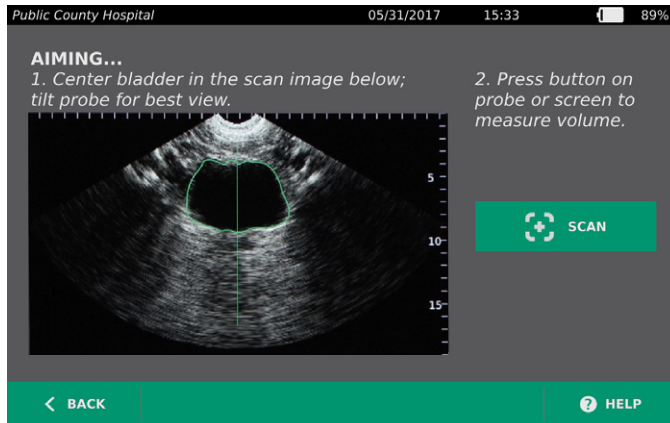 Public County Hospital 05/31/2017 15:33 89%
AIMING...
1. Center bladder in the scan image below;
tilt probe for best view.
2. Press button on
probe or screen to
measure volume.
5
10
15
SCAN
BACK
HELP